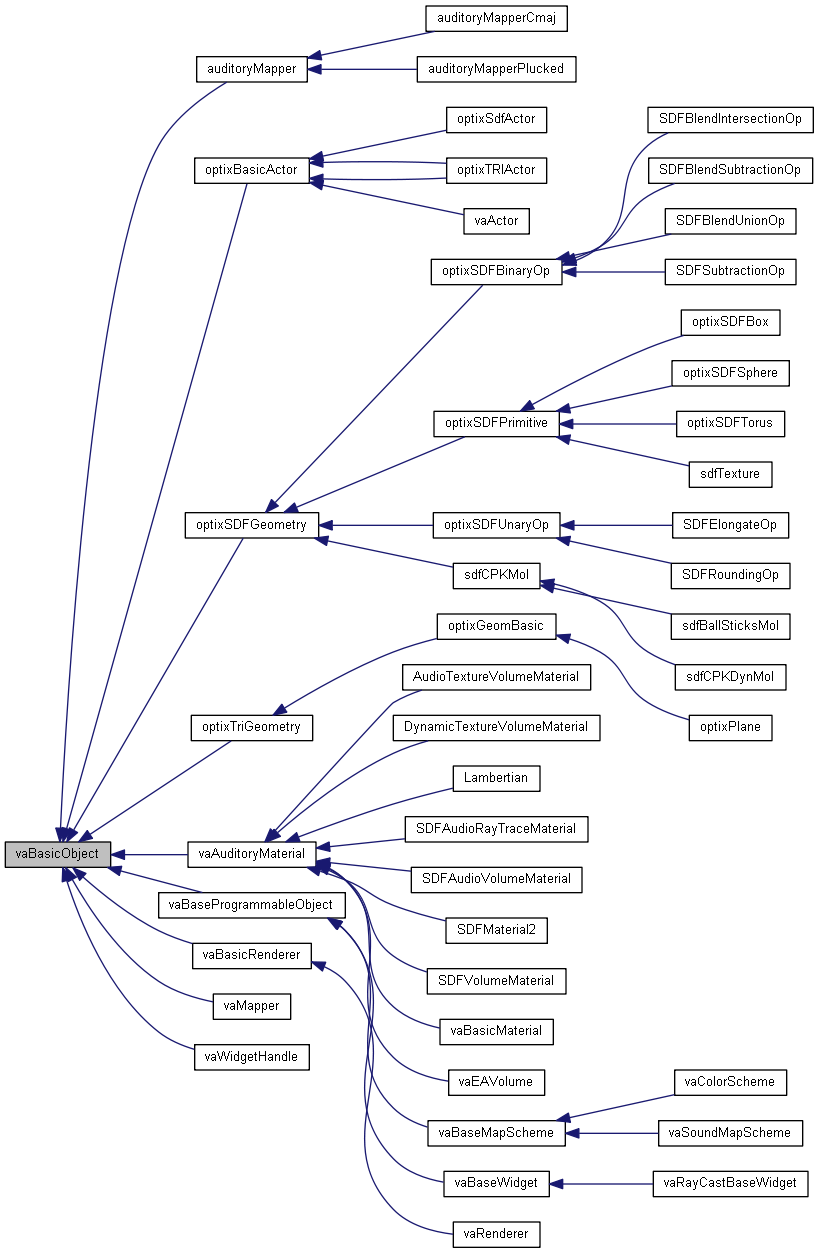 auditoryMapperCmaj
auditoryMapper
auditoryMapperPlucked
optixSdfActor
SDFBlendIntersectionOp
optixBasicActor
optixTRIActor
SDFBlendSubtractionOp
vaActor
SDFBlendUnionOp
optixSDFBinaryOp
SDFSubtractionOp
optixSDFBox
optixSDFSphere
optixSDFPrimitive
optixSDFTorus
sdfTexture
optixSDFGeometry
optixSDFUnaryOp
SDFElongateOp
sdfCPKMol
SDFRoundingOp
optixGeomBasic
sdfBallSticksMol
AudioTextureVolumeMaterial
sdfCPKDynMol
optixTriGeometry
DynamicTextureVolumeMaterial
optixPlane
Lambertian
SDFAudioRayTraceMaterial
vaBasicObject
vaAuditoryMaterial
SDFAudioVolumeMaterial
vaBaseProgrammableObject
SDFMaterial2
vaBasicRenderer
SDFVolumeMaterial
vaMapper
vaBasicMaterial
vaWidgetHandle
vaEAVolume
vaColorScheme
vaBaseMapScheme
vaSoundMapScheme
vaBaseWidget
vaRayCastBaseWidget
vaRenderer